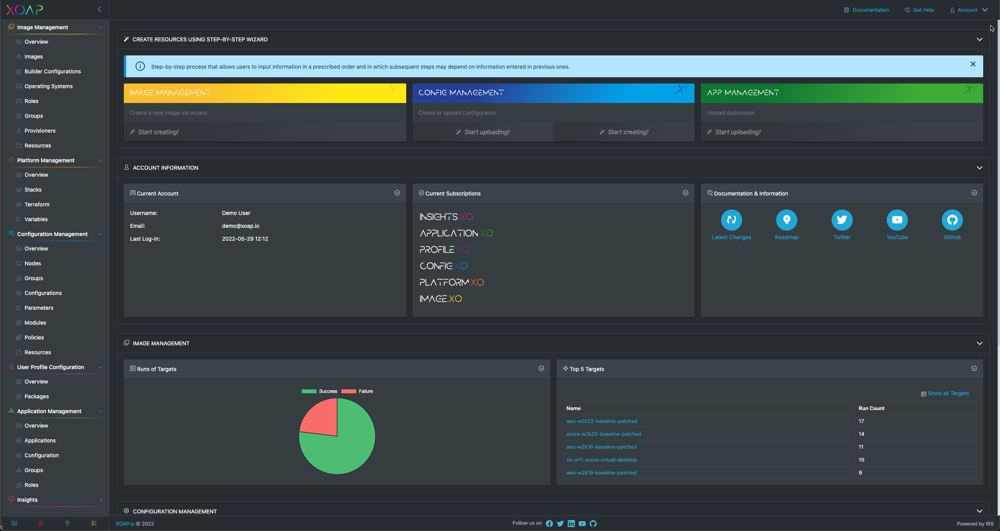 XOAP
Documentation
Get Help
Account
Image Management
Overview
Images
Builder Configurations
Operating Systems
Roles
Groups
Provisioners
Resources
Platform Management
Overview
Stacks
Terraform
Variables
Configuration Management
Overview
Nodes
Groups
Configurations
Parameters
Modules
Policies
Resources
User Profile Configuration
Overview
Packages
Application Management
Overview
Applications
Configuration
Groups
Roles
Insights
CREATE RESOURCES USING STEP-BY-STEP WIZARD
Step-by-step process that allows users to input information in a prescribed order and in which subsequent steps may depend on information entered in previous ones.
IMAGE MANAGEMENT
Create a new Image via wizard
Start creating!
CONFIG MANAGEMENT
Create or upload Configuration
Start uploading!
Start creating!
APP MANAGEMENT
Upload Application
Start uploading!
ACCOUNT INFORMATION
Current Account
Username: Demo User
Email: demo@xoap.io
Last Log-in: 2022-05-29 12:12
Current Subscriptions
INSIGHTS.XO
APPLICATION.XO
PROFILE.XO
CONFIG.XO
PLATFORM.XO
IMAGE.XO
Documentation & Information
Latest Changes
Roadmap
Twitter
YouTube
Github
IMAGE MANAGEMENT
Runs of Targets
Success Failure
Top 5 Targets
Show all Targets
Name Run Count
aws-w2k22-baseline-patched 17
azure-w2k22-baseline-patched 14
aws-w2k16-baseline-patched 11
ris-w11-azure-virtual-desktop 10
aws-w2k19-baseline-patched 9
CONFIGURATION MANAGEMENT
XOAP.io © 2022
Follow us on
Powered by RIS